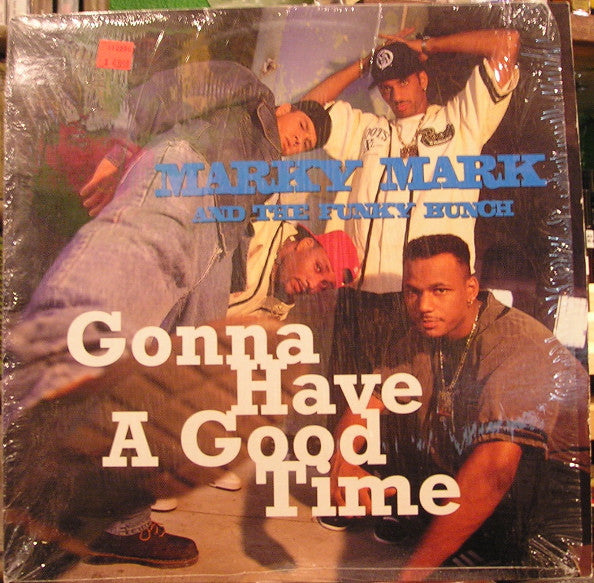 MARKY MARK
AND THE FUNKY BUNCH
Gonna
Have
A Good
Time